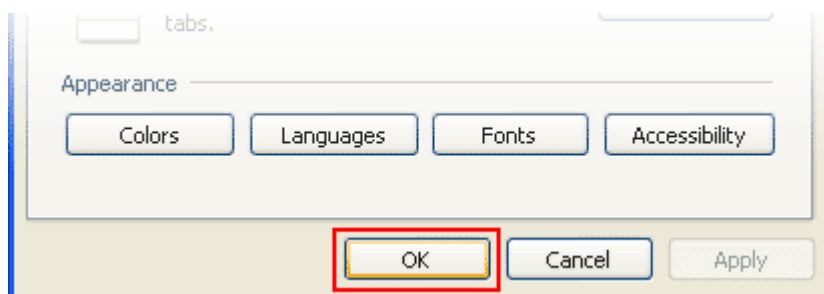 tabs.
Appearance
Colors Languages Fonts Accessibility
OK Cancel Apply